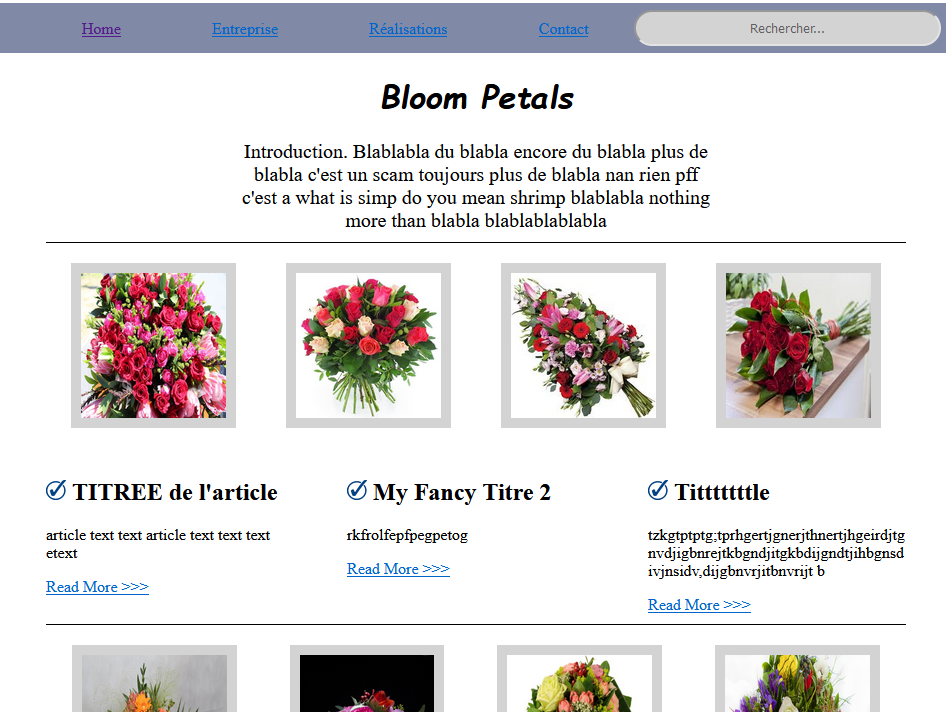 Home Entreprise Réalisations Contact Rechercher...
Bloom Petals
Introduction. Blablabla du blabla encore du blabla plus de
blabla c'est un scam toujours plus de blabla nan rien pff
c'est a what is simp do you mean shrimp blablabla nothing
more than blabla blablablablabla
TITREE de l'article
article text text article text text text
etext
Read More >>>
My Fancy Titre 2
rkfrolfepfpegpetog
Read More >>>
Titttttttle
tzkgtptptg;tprhgertjgnerjthnertjhgeirdjtg
nvdjigbnrejtkbgndjitgkbdijgndtjihbgnsd
ivjnsidv,dijgbnvrjitbnvrijt b
Read More >>>